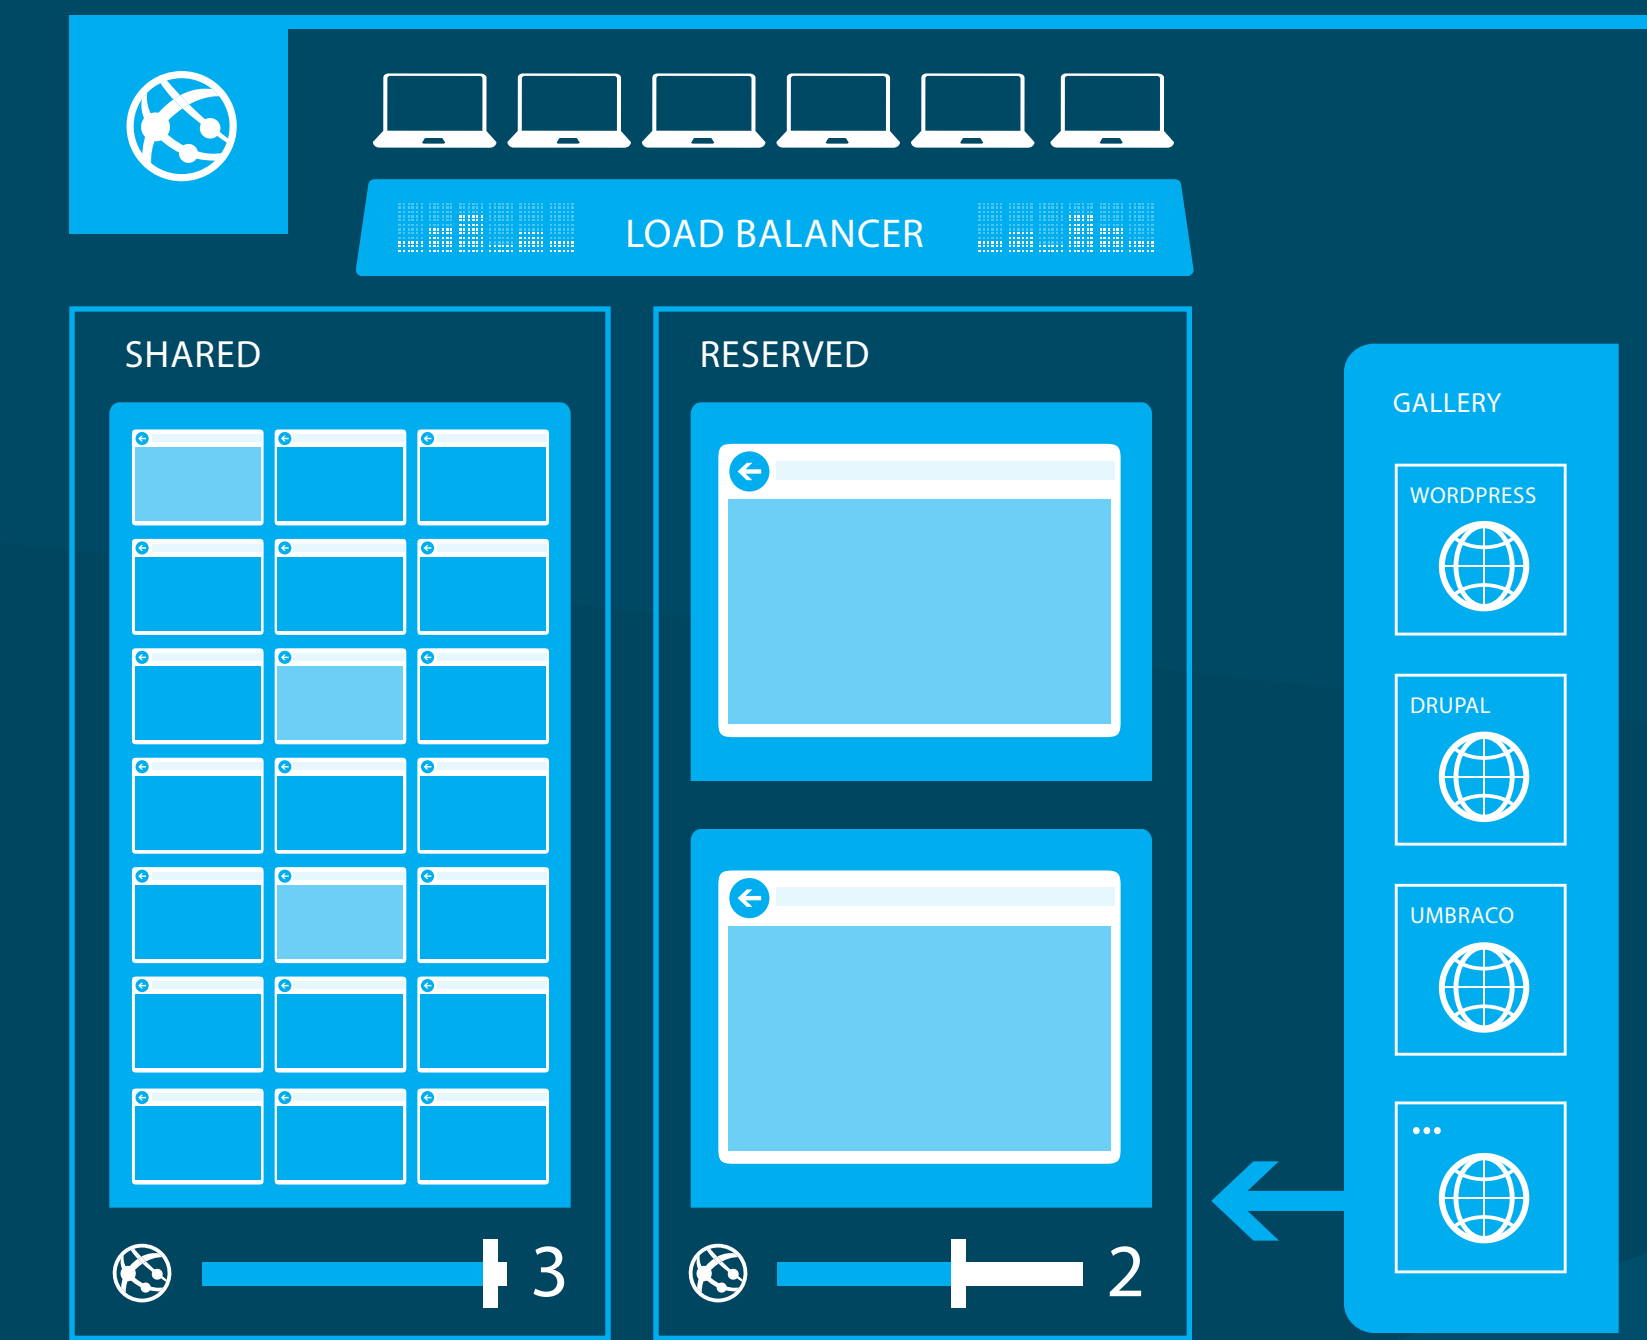 LOAD BALANCER
SHARED
RESERVED
GALLERY
WORDPRESS
DRUPAL
UMBRACO
...
3
2